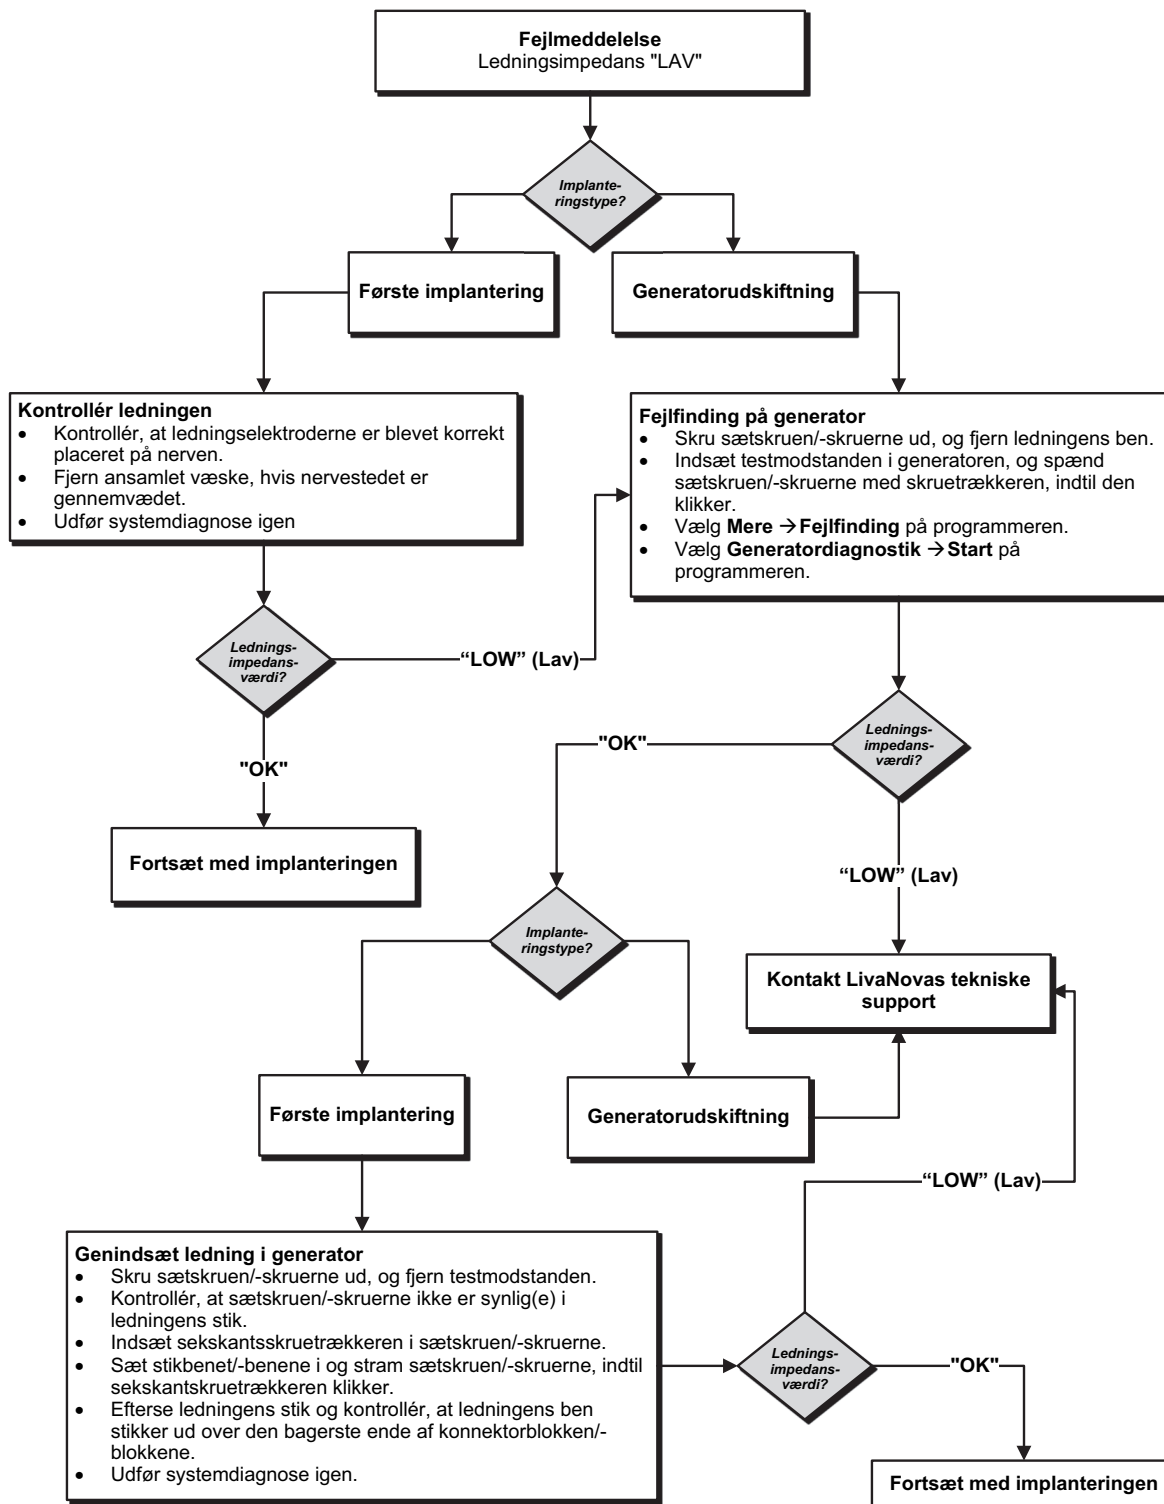 Fejlmeddelelse
Ledningsimpedans "LAV"
Implante-
ringstype?
Første implantering
Generatorudskiftning
Kontrollér ledningen
• Kontrollér, at ledningselektroderne er blevet korrekt
placeret på nerven.
• Fjern ansamlet væske, hvis nervestedet er
gennemvædet.
• Udfør systemdiagnose igen
Fejlfinding på generator
• Skru sætskruen/-skruerne ud, og fjern ledningens ben.
• Indsæt testmodstanden i generatoren, og spænd
sætskruen/-skruerne med skruetrækkeren, indtil den
klikker.
• Vælg Mere → Fejlfinding på programmeren.
• Vælg Generatordiagnostik → Start på
programmeren.
Lednings-
impedans-
værdi?
“LOW” (Lav)
"OK"
Fortsæt med implanteringen
Lednings-
impedans-
værdi?
"OK"
“LOW” (Lav)
Implante-
ringstype?
Kontakt LivaNovas tekniske
support
Første implantering
Generatorudskiftning
“LOW” (Lav)
Genindsæt ledning i generator
• Skru sætskruen/-skruerne ud, og fjern testmodstanden.
• Kontrollér, at sætskruen/-skruerne ikke er synlig(e) i
ledningens stik.
• Indsæt sekskantsskruetrækkeren i sætskruen/-skruerne.
• Sæt stikbenet/-benene i og stram sætskruen/-skruerne, indtil
sekskantskruetrækkeren klikker.
• Efterse ledningens stik og kontrollér, at ledningens ben
stikker ud over den bagerste ende af konnektorblokken/-
blokkene.
• Udfør systemdiagnose igen.
Lednings-
impedans-
værdi?
"OK"
Fortsæt med implanteringen